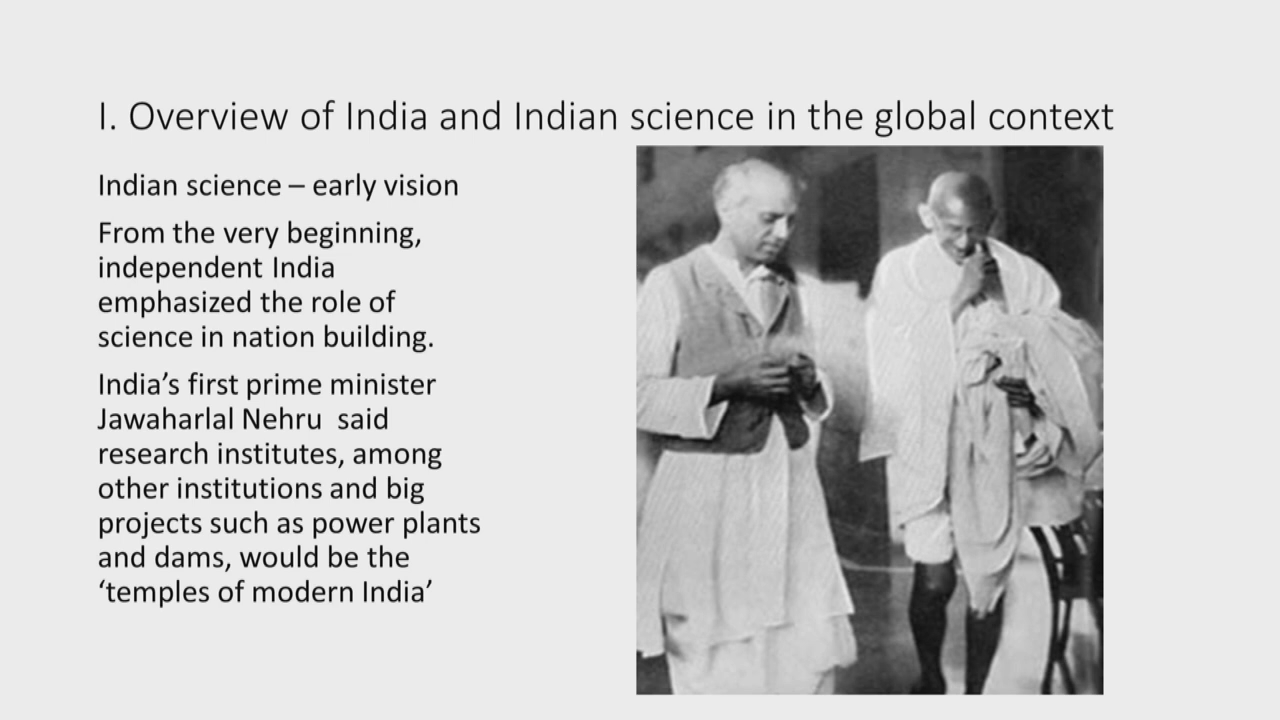 I. Overview of India and Indian science in the global context
Indian science – early vision
From the very beginning,
independent India
emphasized the role of
science in nation building.
India’s first prime minister
Jawaharlal Nehru  said
research institutes, among
other institutions and big
projects such as power plants
and dams, would be the
‘temples of modern India’